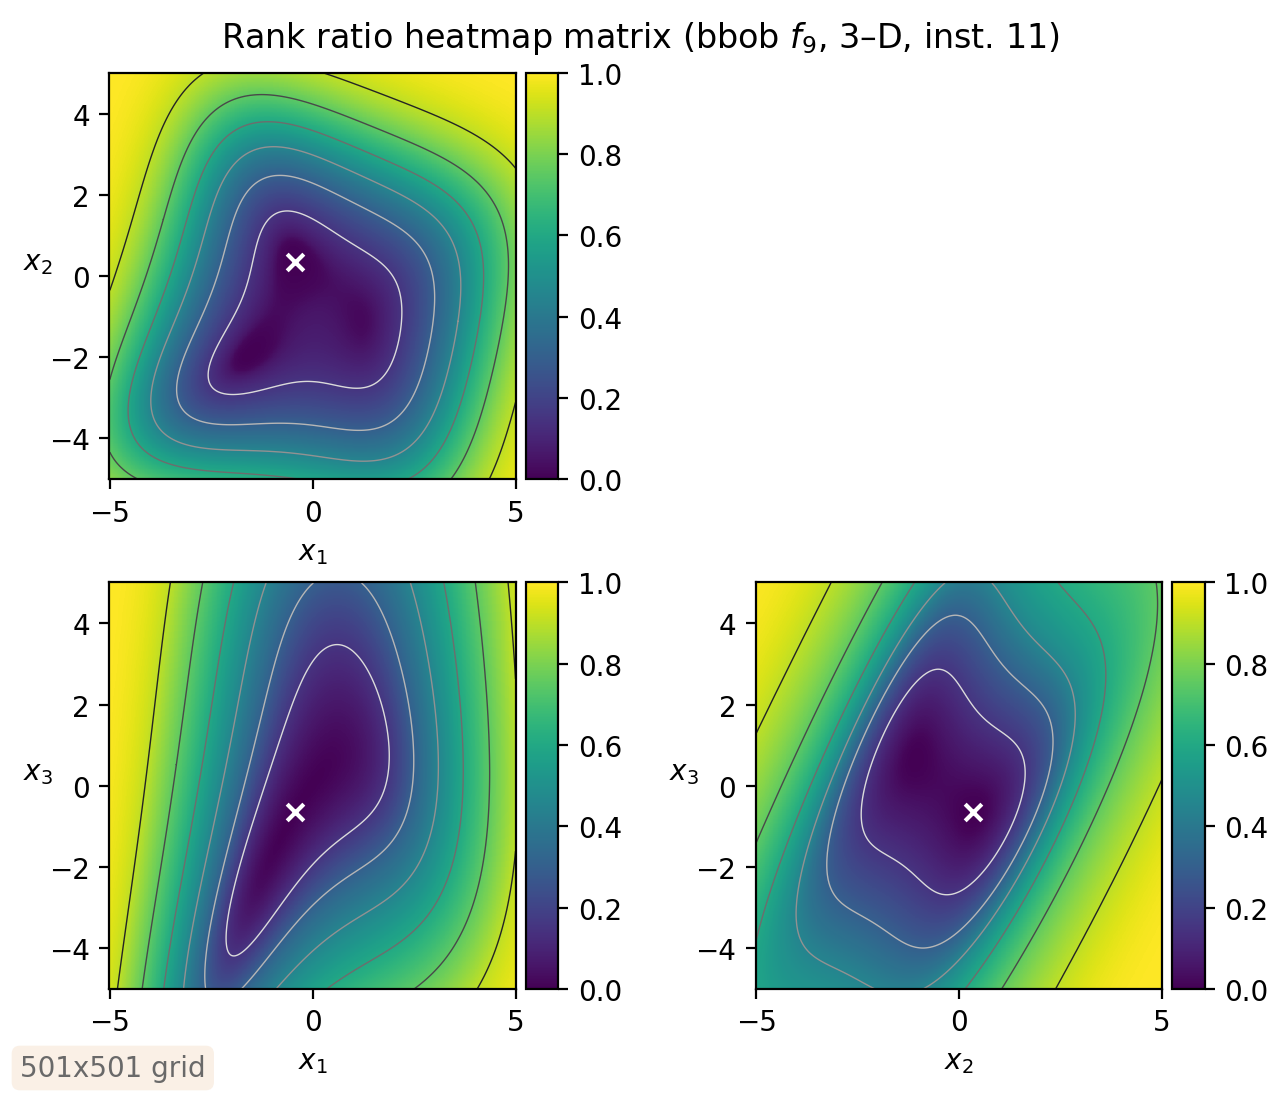 Rank ratio heatmap matrix (bbob f₉, 3–D, inst. 11)
1.0
4
0.8
2
0.6
x₂
0
0.4
−2
0.2
−4
0.0
−5 0 5
x₁
1.0 1.0
4 4
0.8 0.8
2 2
0.6 0.6
x₃ 0 x₃ 0
0.4 0.4
−2 −2
0.2 0.2
−4 −4
0.0 0.0
−5 0 5 −5 0 5
x₁ x₂
501x501 grid